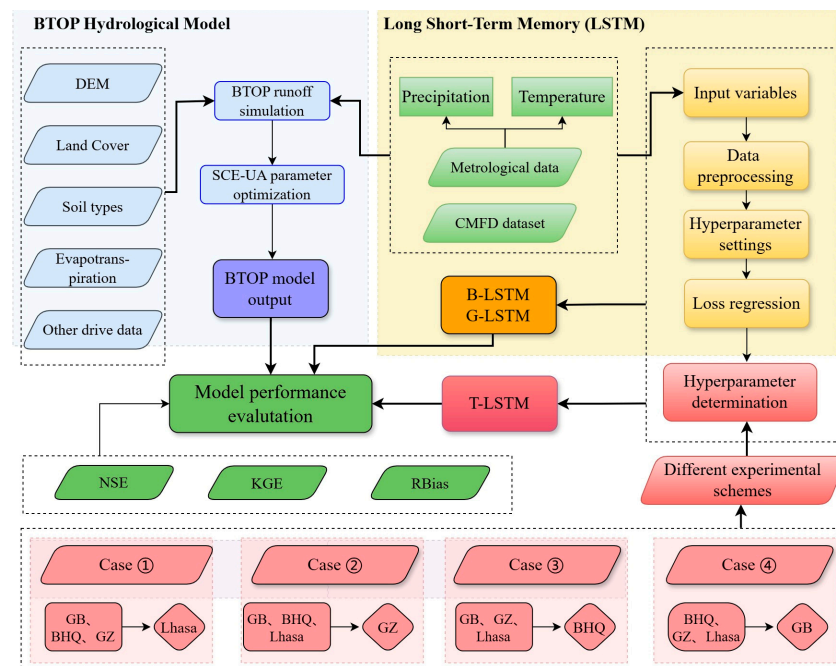 BTOP Hydrological Model
DEM
Land Cover
Soil types
Evapotrans-
piration
Other drive data
BTOP runoff
simulation
SCE-UA parameter
optimization
BTOP model
output
Long Short-Term Memory (LSTM)
Precipitation
Temperature
Metrological data
CMFD dataset
B-LSTM
G-LSTM
Input variables
Data
preprocessing
Hyperparameter
settings
Loss regression
Hyperparameter
determination
Model performance
evalutation
T-LSTM
Different experimental
schemes
NSE
KGE
RBias
Case ①
GB、
BHQ、GZ
Lhasa
Case ②
GB、BHQ、
Lhasa
GZ
Case ③
GB、GZ、
Lhasa
BHQ
Case ④
BHQ、
GZ、Lhasa
GB